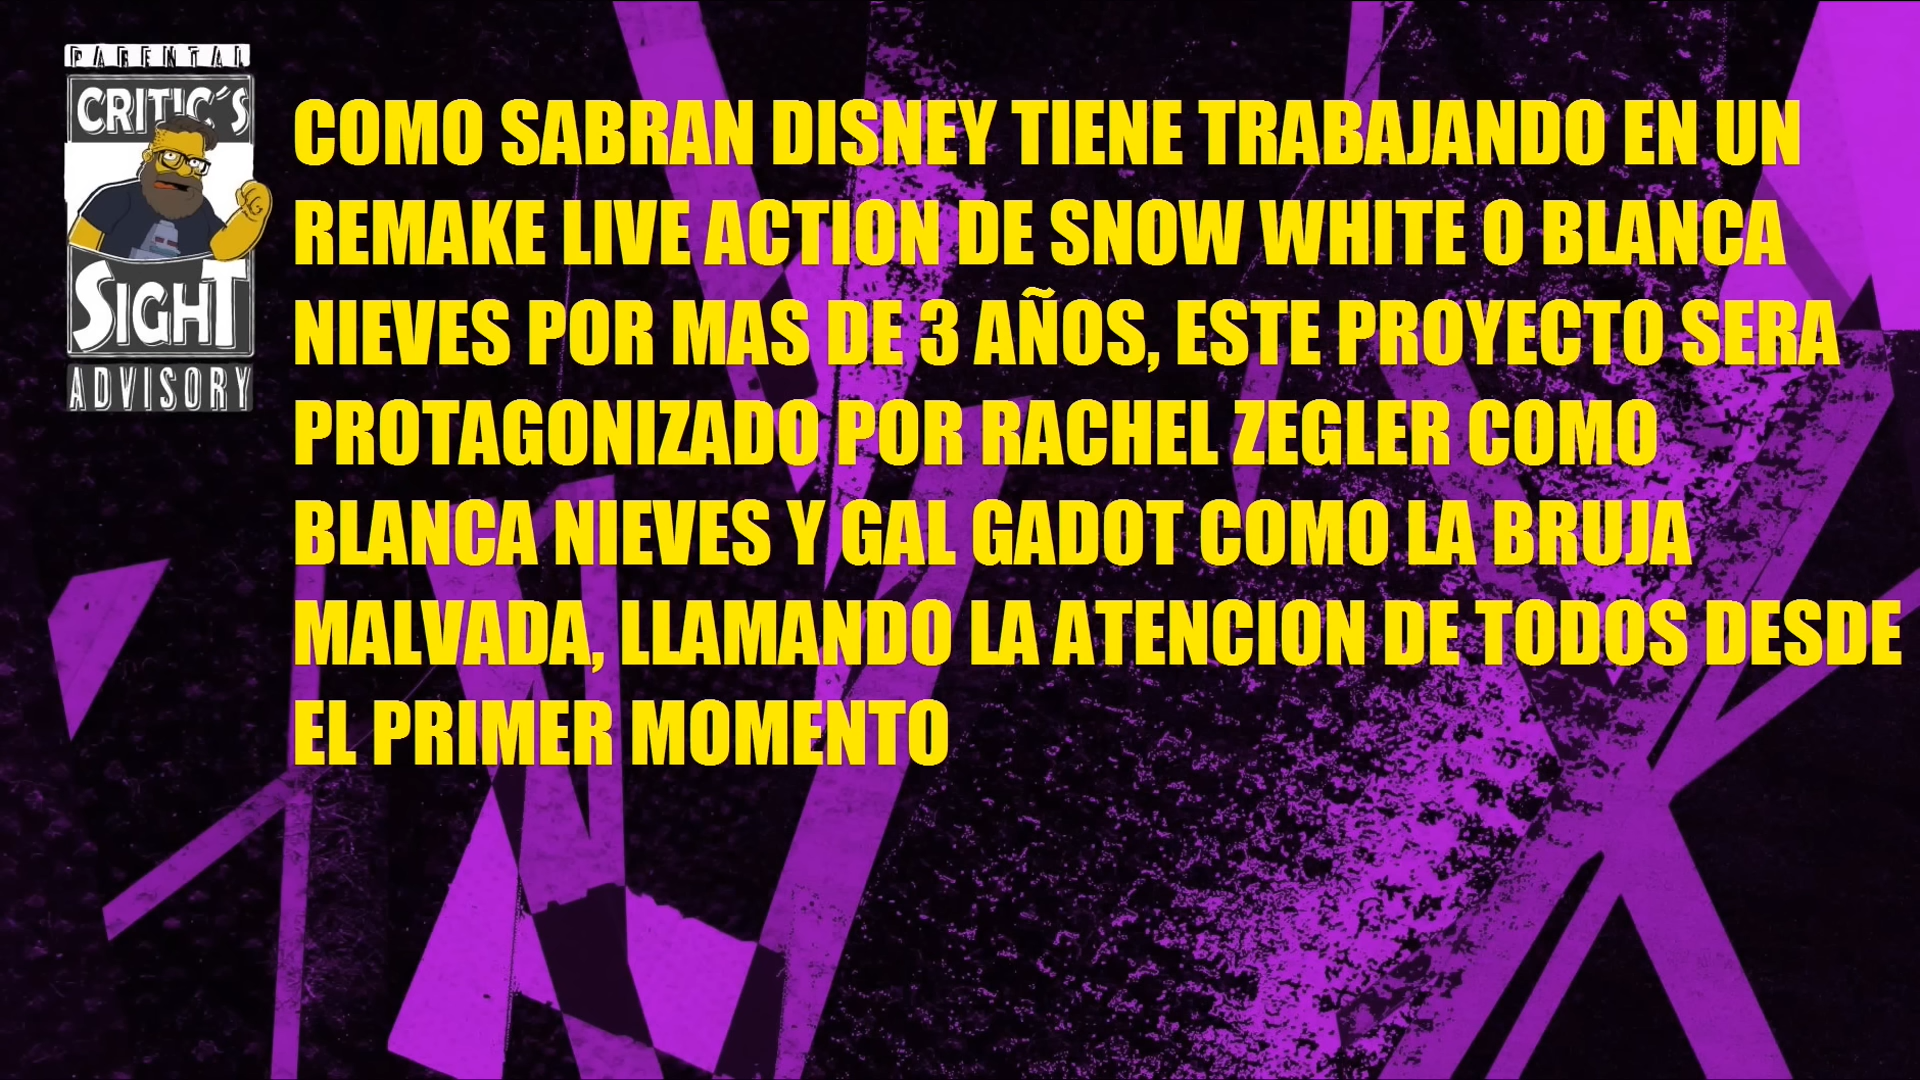 PARENTAL
CRITIC´S
SIGHT
ADVISORY
COMO SABRAN DISNEY TIENE TRABAJANDO EN UN
REMAKE LIVE ACTION DE SNOW WHITE O BLANCA
NIEVES POR MAS DE 3 AÑOS, ESTE PROYECTO SERA
PROTAGONIZADO POR RACHEL ZEGLER COMO
BLANCA NIEVES Y GAL GADOT COMO LA BRUJA
MALVADA, LLAMANDO LA ATENCION DE TODOS DESDE
EL PRIMER MOMENTO